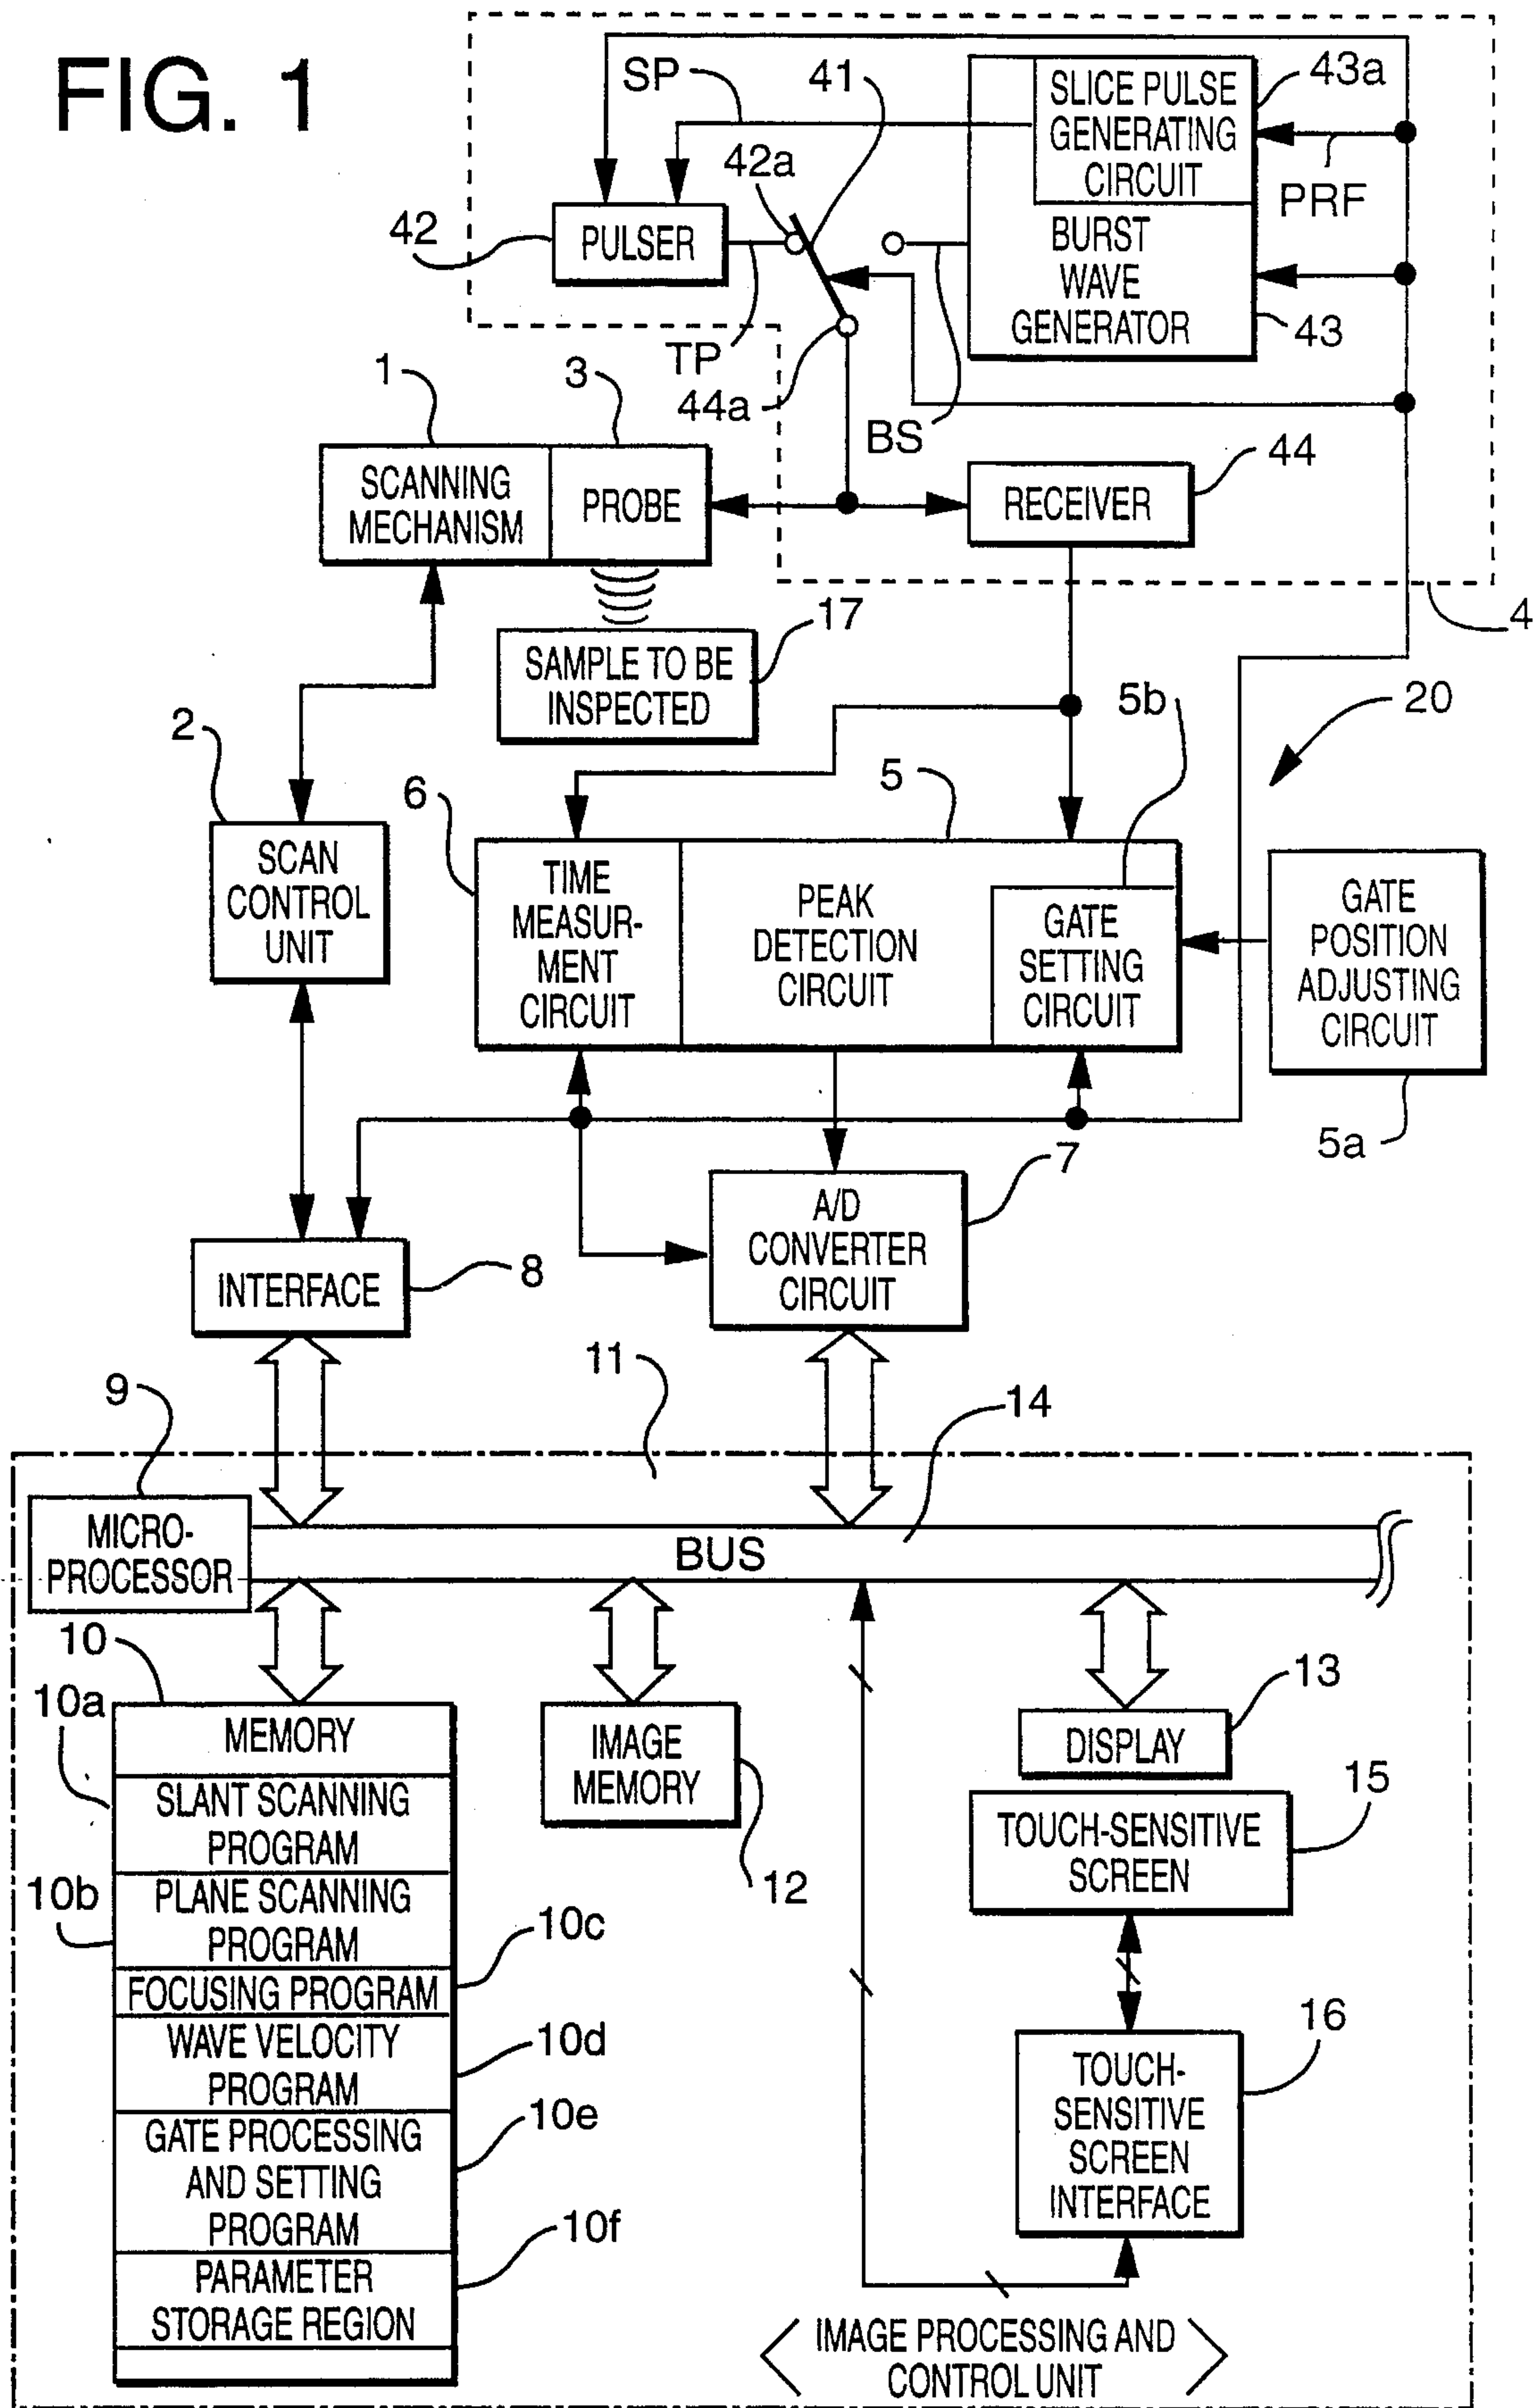 FIG. 1
SP
41
SLICE PULSE
GENERATING
CIRCUIT
43a
42a
PRF
42
PULSER
BURST
WAVE
GENERATOR
43
TP
44a
BS
1
3
44
SCANNING
MECHANISM
PROBE
RECEIVER
4
17
SAMPLE TO BE
INSPECTED
2
5b
20
6
5
SCAN
CONTROL
UNIT
TIME
MEASUR-
MENT
CIRCUIT
PEAK
DETECTION
CIRCUIT
GATE
SETTING
CIRCUIT
GATE
POSITION
ADJUSTING
CIRCUIT
5a
7
A/D
CONVERTER
CIRCUIT
INTERFACE
8
11
9
14
MICRO-
PROCESSOR
BUS
10
10a
MEMORY
IMAGE
MEMORY
12
13
DISPLAY
15
TOUCH-SENSITIVE
SCREEN
SLANT SCANNING
PROGRAM
10b
PLANE SCANNING
PROGRAM
10c
FOCUSING PROGRAM
WAVE VELOCITY
PROGRAM
10d
16
TOUCH-
SENSITIVE
SCREEN
INTERFACE
GATE PROCESSING
AND SETTING
PROGRAM
10e
10f
PARAMETER
STORAGE REGION
IMAGE PROCESSING AND
CONTROL UNIT